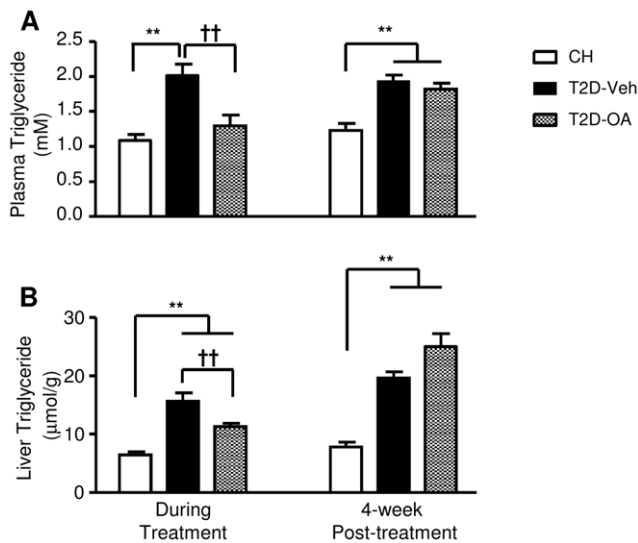 A
Plasma Triglyceride
(mM)
2.5
2.0
1.5
1.0
0.5
0.0
**
††
**
CH
T2D-Veh
T2D-OA
B
Liver Triglyceride
(μmol/g)
30
20
10
0
**
††
**
During
Treatment
4-week
Post-treatment